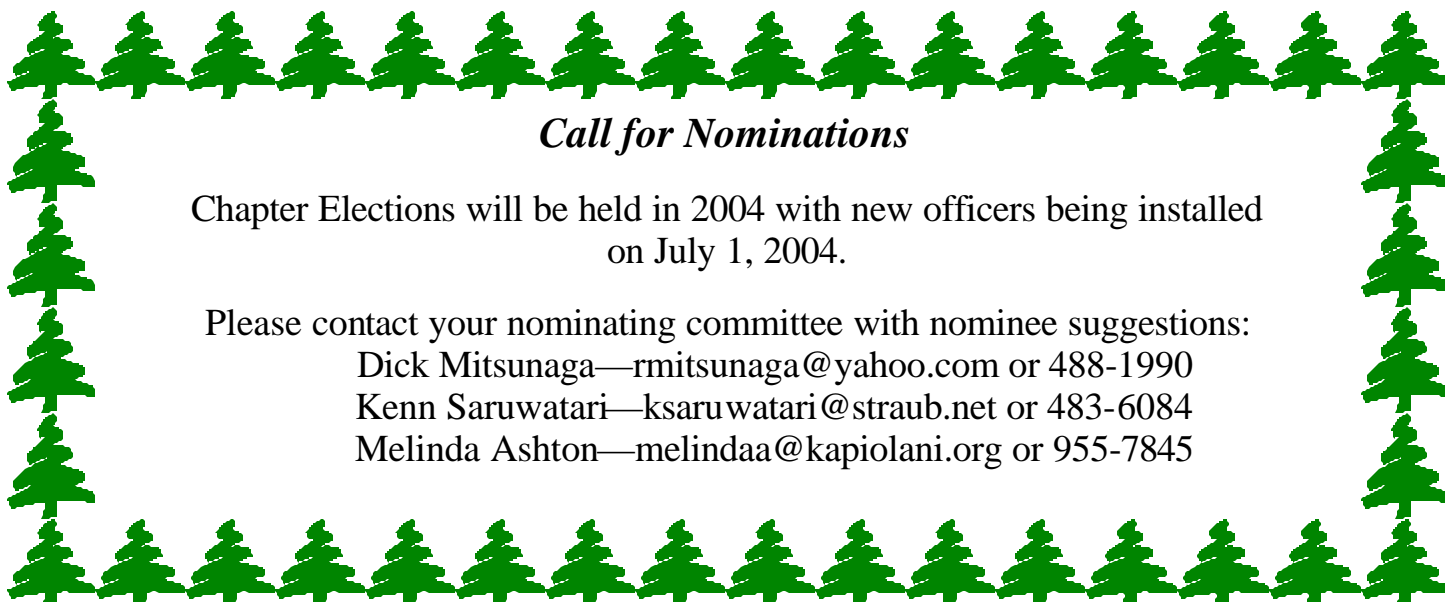 Call for Nominations
Chapter Elections will be held in 2004 with new officers being installed
on July 1, 2004.
Please contact your nominating committee with nominee suggestions:
Dick Mitsunaga—rmitsunaga@yahoo.com or 488-1990
Kenn Saruwatari—ksaruwatari@straub.net or 483-6084
Melinda Ashton—melindaa@kapiolani.org or 955-7845